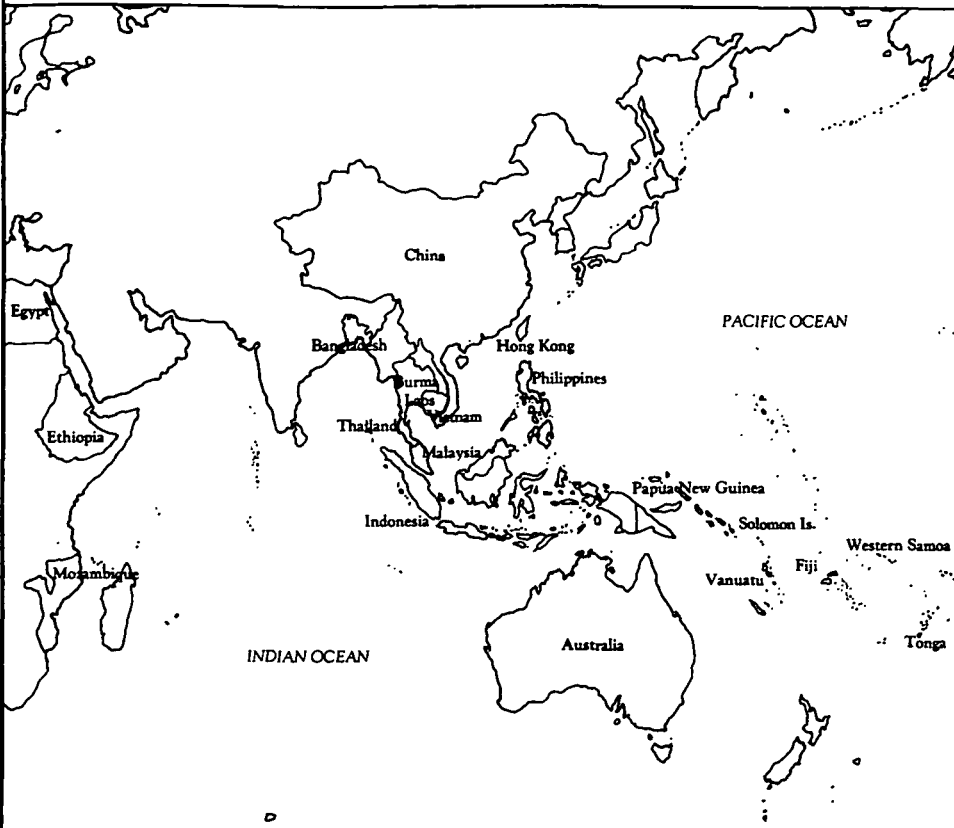 China
Egypt
PACIFIC OCEAN
Bangladesh
Hong Kong
Burma
Philippines
Laos
Thailand
Vietnam
Ethiopia
Malaysia
Papua New Guinea
Indonesia
Solomon Is.
Western Samoa
Mozambique
Vanuatu
Fiji
Australia
Tonga
INDIAN OCEAN